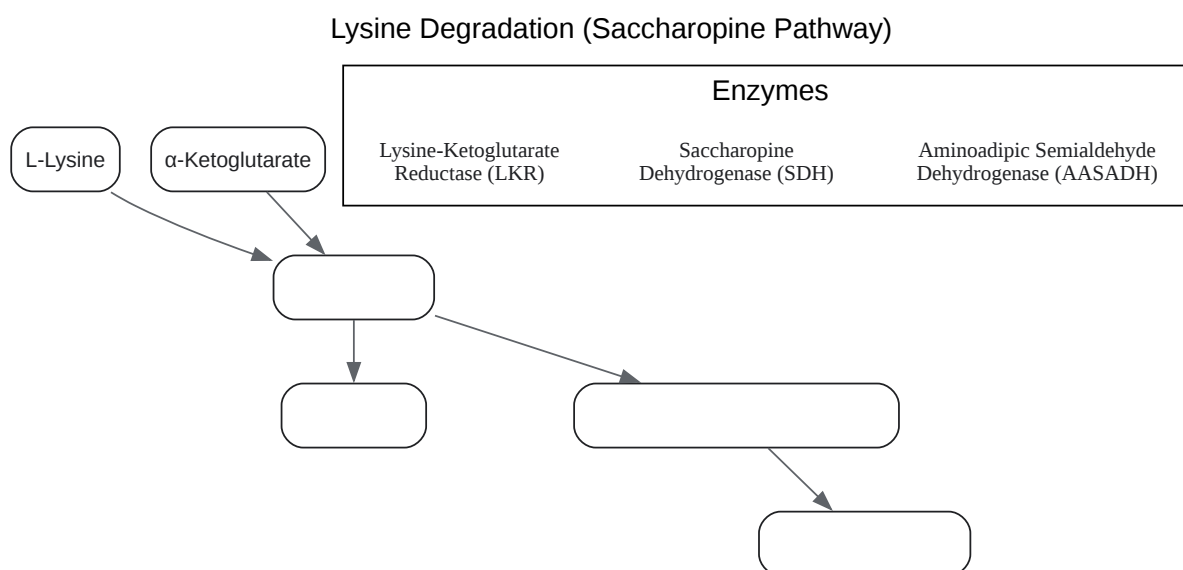 Lysine Degradation (Saccharopine Pathway)
Enzymes
Lysine-Ketoglutarate
Reductase (LKR)
Saccharopine
Dehydrogenase (SDH)
Aminoadipic Semialdehyde
Dehydrogenase (AASADH)
L-Lysine
α-Ketoglutarate